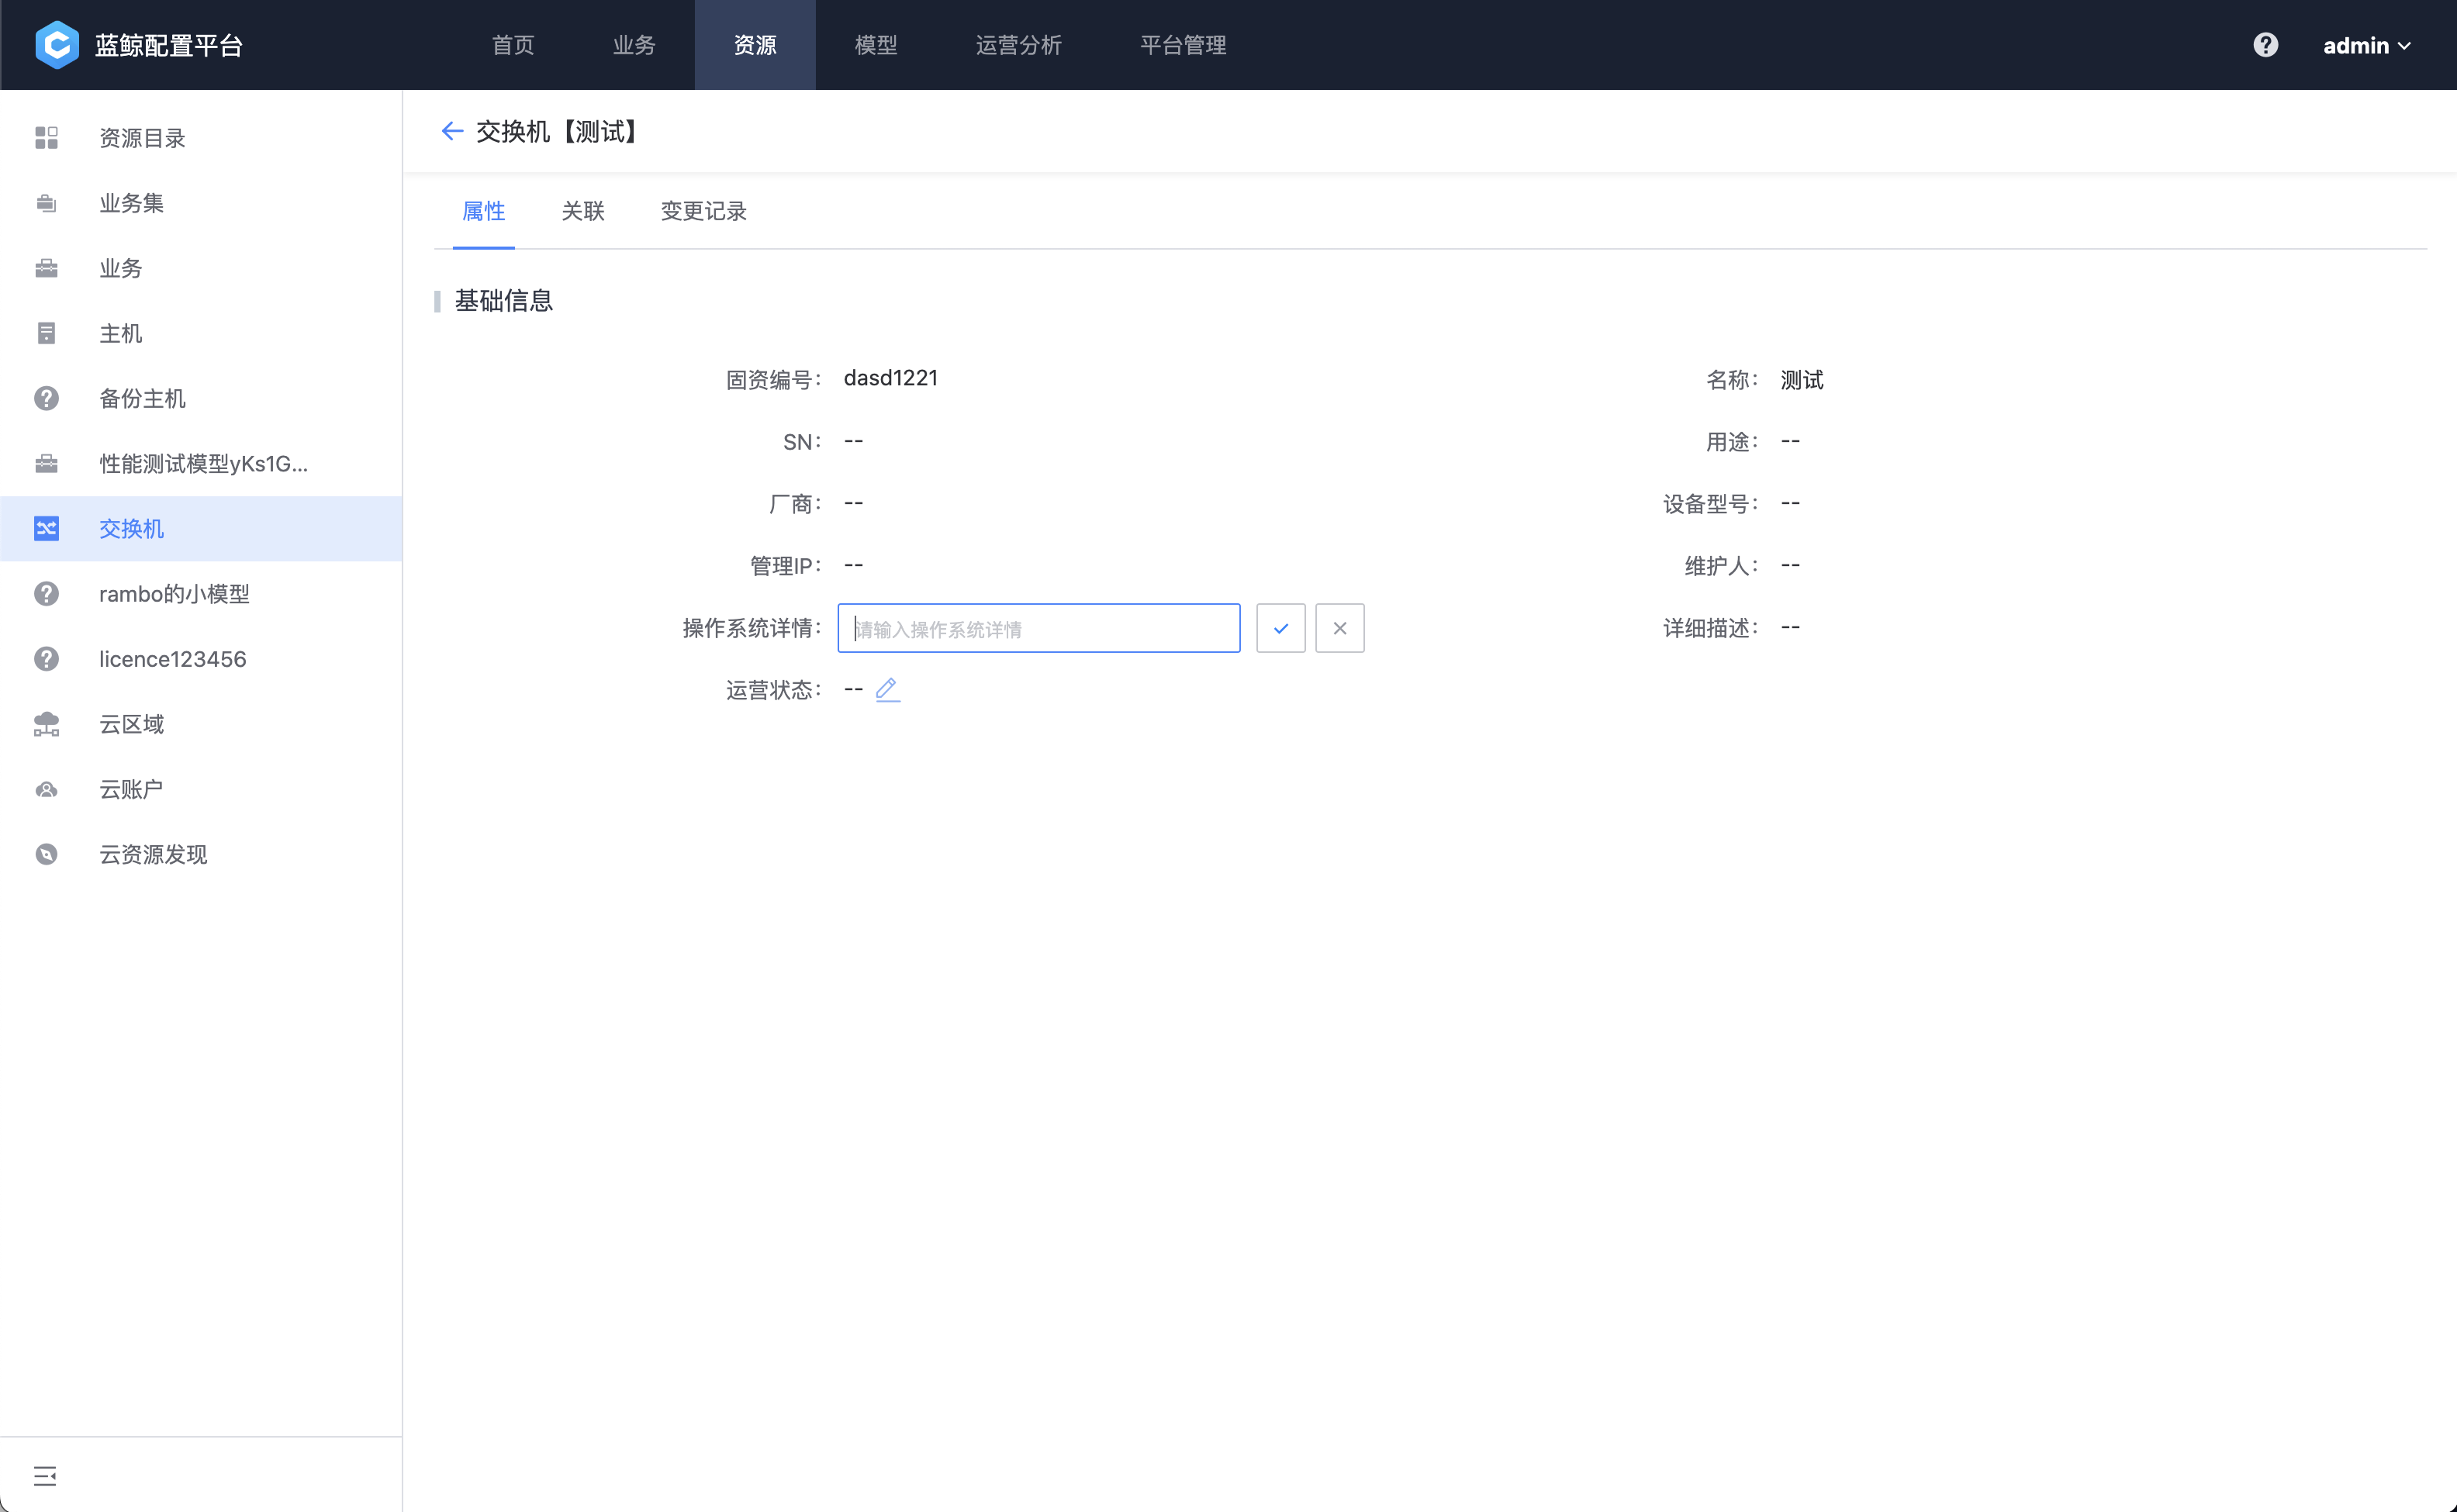 蓝鲸配置平台
首页
业务
资源
模型
运营分析
平台管理
admin
资源目录
业务集
业务
主机
备份主机
性能测试模型yKs1G...
交换机
rambo的小模型
licence123456
云区域
云账户
云资源发现
交换机【测试】
属性
关联
变更记录
基础信息
固资编号： dasd1221
名称： 测试
SN： --
用途： --
厂商： --
设备型号： --
管理IP： --
维护人： --
操作系统详情： 请输入操作系统详情
详细描述： --
运营状态： --